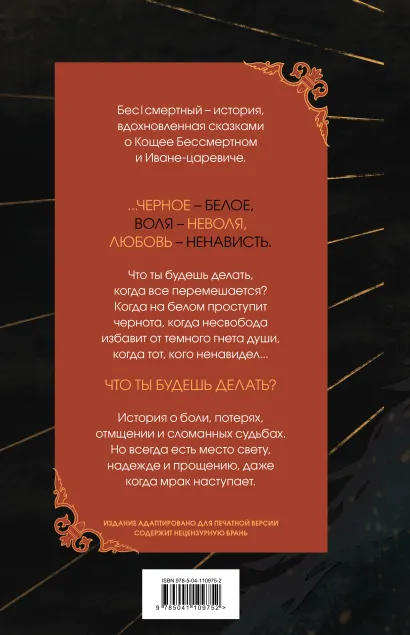 Бес|смертный – история,
вдохновленная сказками
о Кощее Бессмертном
и Иване-царевиче.
...ЧЕРНОЕ – БЕЛОЕ,
ВОЛЯ – НЕВОЛЯ,
ЛЮБОВЬ – НЕНАВИСТЬ.
Что ты будешь делать,
когда все перемешается?
Когда на белом проступит
чернота, когда несвобода
избавит от темного гнета души,
когда тот, кого ненавидел...
ЧТО ТЫ БУДЕШЬ ДЕЛАТЬ?
История о боли, потерях,
отмщении и сломанных судьбах.
Но всегда есть место свету,
надежде и прощению, даже
когда мрак наступает.
ИЗДАНИЕ АДАПТИРОВАНО ДЛЯ ПЕЧАТНОЙ ВЕРСИИ
СОДЕРЖИТ НЕЦЕНЗУРНУЮ БРАНЬ
ISBN 978-5-04-110975-2
9 785041 109752 >